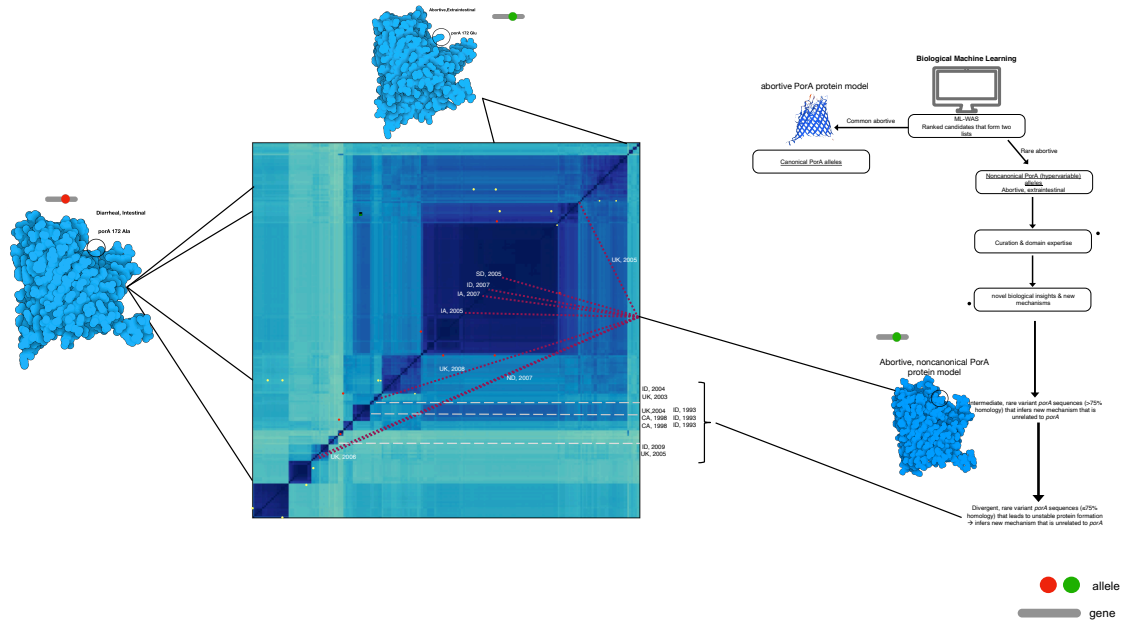 Abortive,Extraintestinal
porA 172 Glu
Diarrheal, Intestinal
porA 172 Ala
UK, 2005
SD, 2005
ID, 2007
IA, 2007
IA, 2005
UK, 2008
ND, 2007
UK, 2006
ID, 2004
UK, 2003
UK,2004 ID, 1993
CA, 1998 ID, 1993
CA, 1998 ID, 1993
ID, 2009
UK, 2005
Biological Machine Learning
abortive PorA protein model
Common abortive
ML-WAS
Ranked candidates that form two
lists
Canonical PorA alleles
Rare abortive
Noncanonical PorA (hypervariable)
alleles
Abortive, extraintestinal
Curation & domain expertise
novel biological insights & new
mechanisms
Abortive, noncanonical PorA
protein model
Intermediate, rare variant porA sequences (>75%
homology) that infers new mechanism that is
unrelated to porA
Divergent, rare variant porA sequences (≤75%
homology) that leads to unstable protein formation
→ infers new mechanism that is unrelated to porA
allele
gene